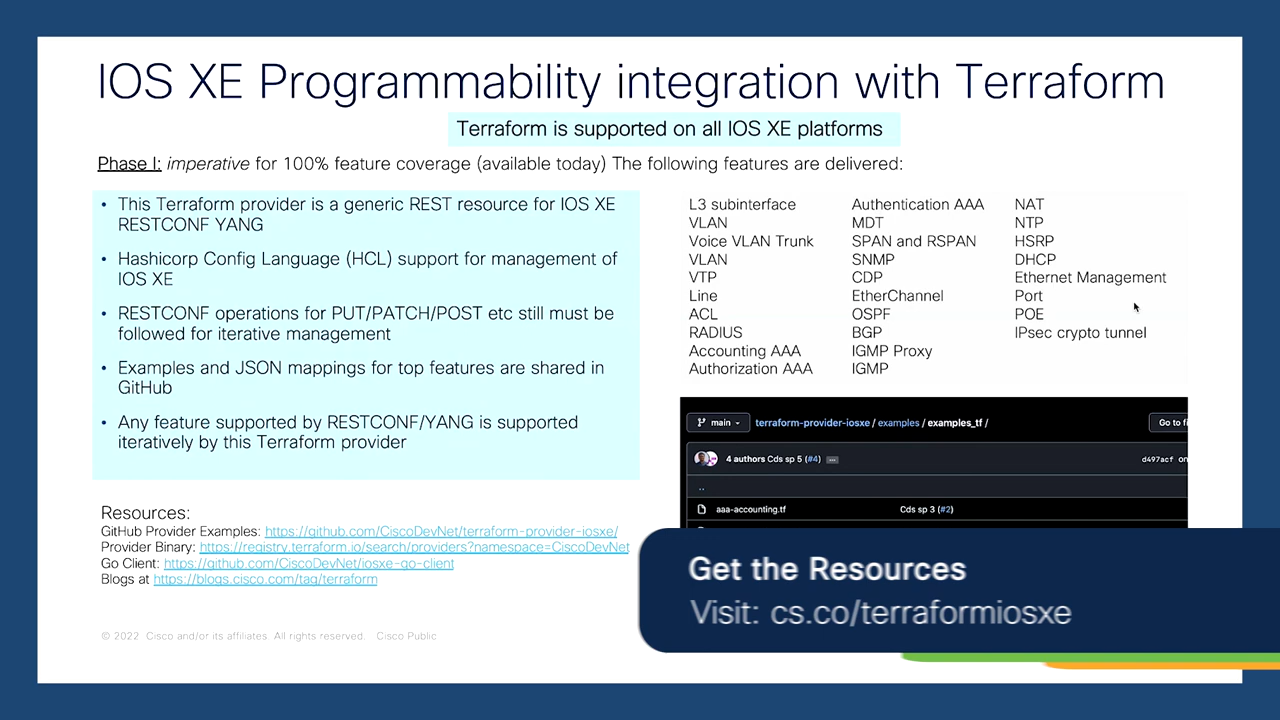 IOS XE Programmability integration with Terraform
Terraform is supported on all IOS XE platforms
Phase I: imperative for 100% feature coverage (available today) The following features are delivered:
• This Terraform provider is a generic REST resource for IOS XE
RESTCONF YANG
• Hashicorp Config Language (HCL) support for management of
IOS XE
• RESTCONF operations for PUT/PATCH/POST etc still must be
followed for iterative management
• Examples and JSON mappings for top features are shared in
GitHub
• Any feature supported by RESTCONF/YANG is supported
iteratively by this Terraform provider
L3 subinterface
VLAN
Voice VLAN Trunk
VLAN
VTP
Line
ACL
RADIUS
Accounting AAA
Authorization AAA
Authentication AAA
MDT
SPAN and RSPAN
SNMP
CDP
EtherChannel
OSPF
BGP
IGMP Proxy
IGMP
NAT
NTP
HSRP
DHCP
Ethernet Management
Port
POE
IPsec crypto tunnel
main terraform-provider-iosxe / examples / examples_tf / Go to fi
4 authors Cds sp 5 (#4) ... d497acf on
..
aaa-accounting.tf Cds sp 3 (#2)
Resources:
GitHub Provider Examples: https://github.com/CiscoDevNet/terraform-provider-iosxe/
Provider Binary: https://registry.terraform.io/search/providers?namespace=CiscoDevNet
Go Client: https://github.com/CiscoDevNet/iosxe-go-client
Blogs at https://blogs.cisco.com/tag/terraform
Get the Resources
Visit: cs.co/terraformiosxe
© 2022 Cisco and/or its affiliates. All rights reserved. Cisco Public